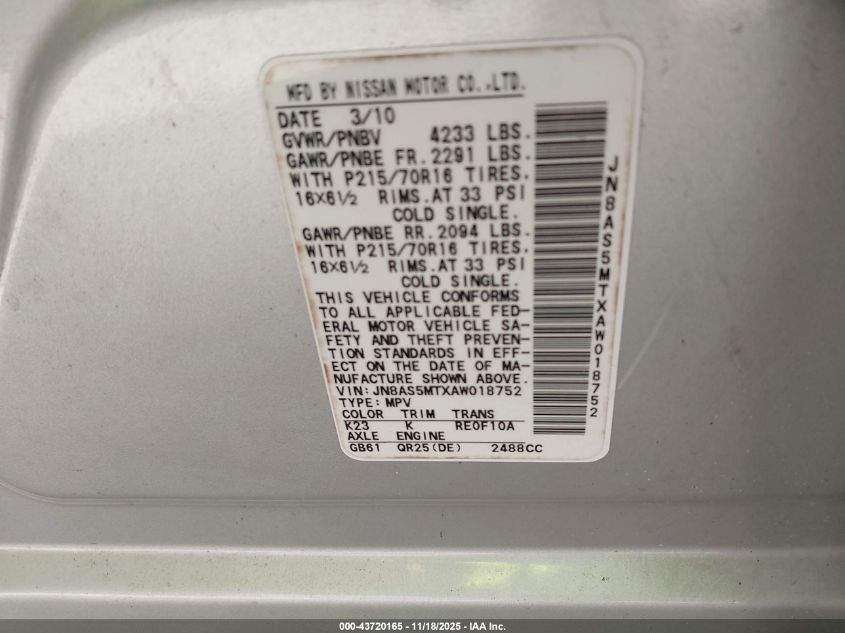 MFD BY NISSAN MOTOR CO.,LTD.
DATE 3/10
GVWR/PNBV 4233 LBS.
GAWR/PNBE FR. 2291 LBS.
WITH P215/70R16 TIRES.
16X6½ RIMS.AT 33 PSI
COLD SINGLE.
GAWR/PNBE RR. 2094 LBS.
WITH P215/70R16 TIRES.
16X6½ RIMS.AT 33 PSI
COLD SINGLE.
THIS VEHICLE CONFORMS
TO ALL APPLICABLE FED-
ERAL MOTOR VEHICLE SA-
FETY AND THEFT PREVEN-
TION STANDARDS IN EFF-
ECT ON THE DATE OF MA-
NUFACTURE SHOWN ABOVE.
VIN:JN8AS5MTXAW018752
TYPE:MPV
COLOR TRIM TRANS
K23 K RE0F10A
AXLE ENGINE
GB61 QR25(DE) 2488CC
JN8AS5MTXAW018752
000-43720165 - 11/18/2025 - IAA Inc.